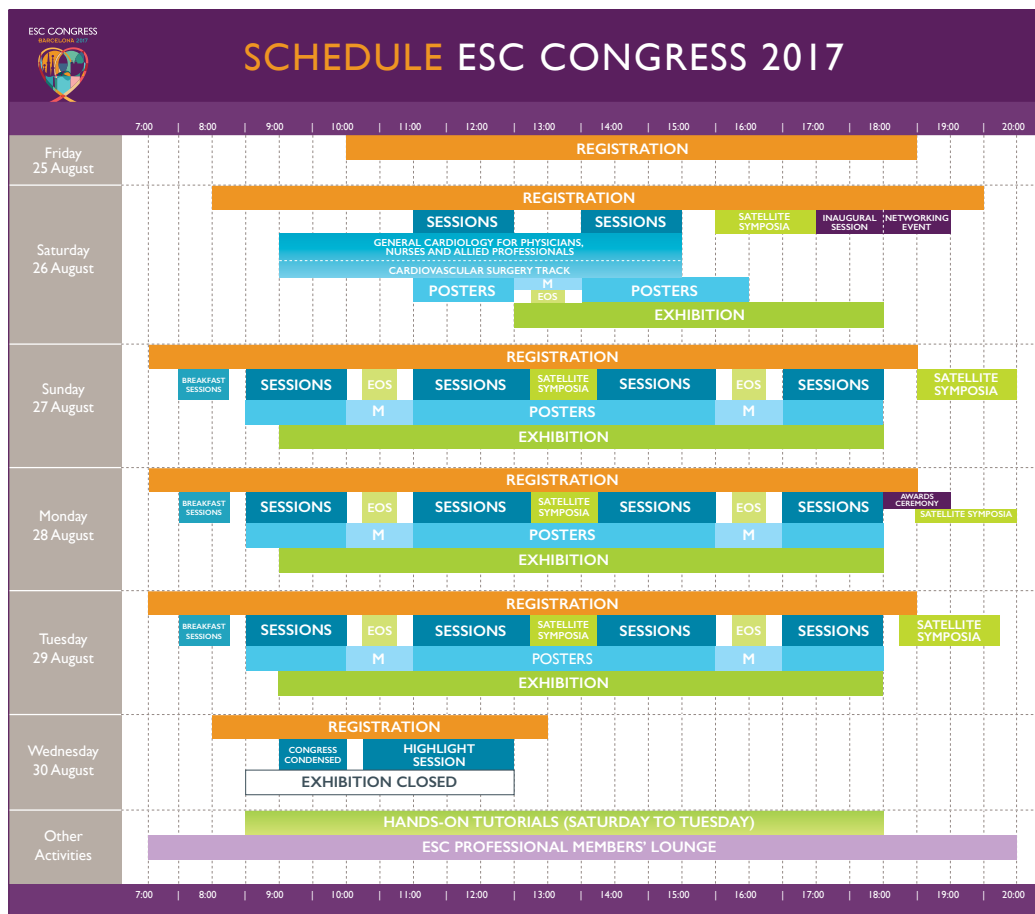 ESC CONGRESS
BARCELONA 2017
SCHEDULE ESC CONGRESS 2017
7:00 | 8:00 | 9:00 | 10:00 | 11:00 | 12:00 | 13:00 | 14:00 | 15:00 | 16:00 | 17:00 | 18:00 | 19:00 | 20:00
Friday
25 August
REGISTRATION
Saturday
26 August
REGISTRATION
SESSIONS
SESSIONS
SATELLITE
SYMPOSIA
INAUGURAL
SESSION
NETWORKING
EVENT
GENERAL CARDIOLOGY FOR PHYSICIANS,
NURSES AND ALLIED PROFESSIONALS
CARDIOVASCULAR SURGERY TRACK
POSTERS
M
EOS
POSTERS
EXHIBITION
Sunday
27 August
REGISTRATION
BREAKFAST
SESSIONS
SESSIONS
EOS
SESSIONS
SATELLITE
SYMPOSIA
SESSIONS
EOS
SESSIONS
SATELLITE
SYMPOSIA
M
POSTERS
M
EXHIBITION
Monday
28 August
REGISTRATION
BREAKFAST
SESSIONS
SESSIONS
EOS
SESSIONS
SATELLITE
SYMPOSIA
SESSIONS
EOS
SESSIONS
AWARDS
CEREMONY
SATELLITE SYMPOSIA
M
POSTERS
M
EXHIBITION
Tuesday
29 August
REGISTRATION
BREAKFAST
SESSIONS
SESSIONS
EOS
SESSIONS
SATELLITE
SYMPOSIA
SESSIONS
EOS
SESSIONS
SATELLITE
SYMPOSIA
M
POSTERS
M
EXHIBITION
Wednesday
30 August
REGISTRATION
CONGRESS
CONDENSED
HIGHLIGHT
SESSION
EXHIBITION CLOSED
Other
Activities
HANDS-ON TUTORIALS (SATURDAY TO TUESDAY)
ESC PROFESSIONAL MEMBERS' LOUNGE
7:00 | 8:00 | 9:00 | 10:00 | 11:00 | 12:00 | 13:00 | 14:00 | 15:00 | 16:00 | 17:00 | 18:00 | 19:00 | 20:00